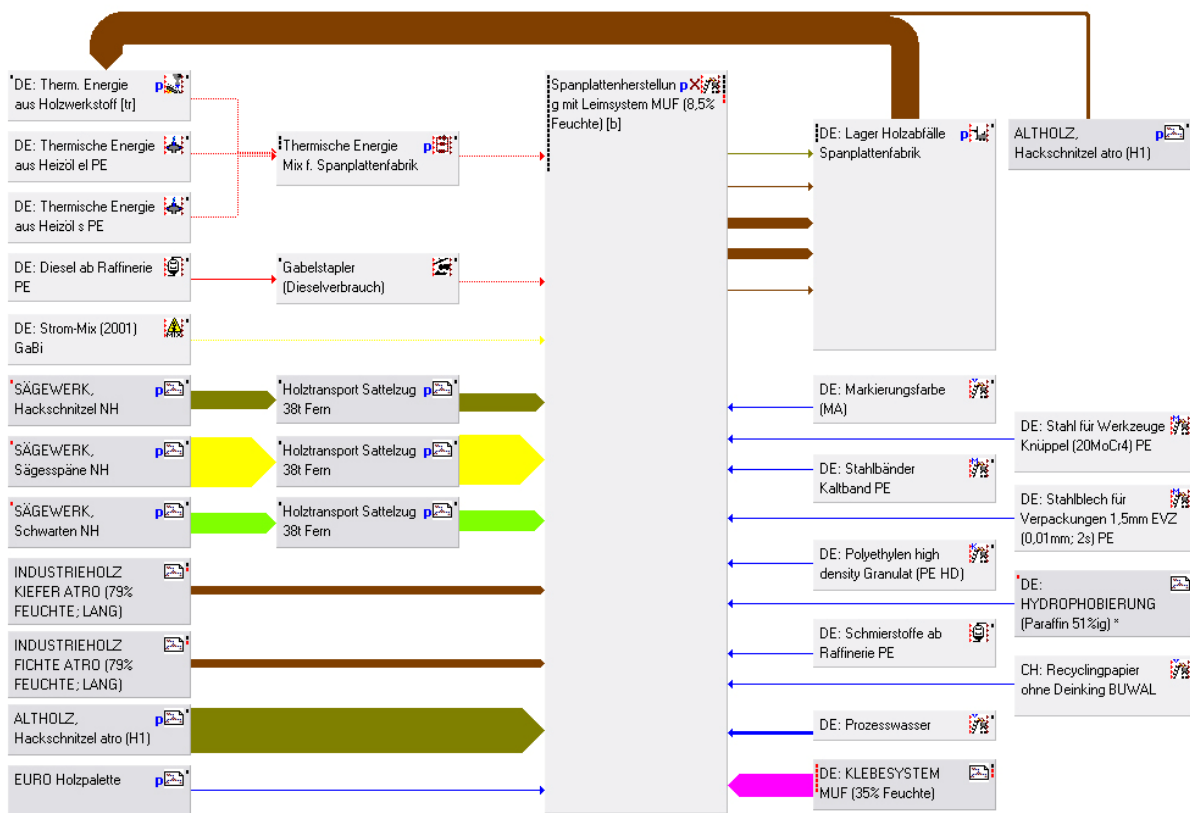 DE: Therm. Energie
aus Holzwerkstoff [tr]
p
DE: Thermische Energie
aus Heizöl el PE
DE: Thermische Energie
aus Heizöl s PE
DE: Diesel ab Raffinerie
PE
DE: Strom-Mix (2001)
GaBi
MIX
SÄGEWERK,
Hackschnitzel NH
p
SÄGEWERK,
Sägesspäne NH
p
SÄGEWERK,
Schwarten NH
p
INDUSTRIEHOLZ
KIEFER ATRO (79%
FEUCHTE; LANG)
INDUSTRIEHOLZ
FICHTE ATRO (79%
FEUCHTE; LANG)
ALTHOLZ,
Hackschnitzel atro (H1)
p
EURO Holzpalette
p
Thermische Energie
Mix f. Spanplattenfabrik
p
Gabelstapler
(Dieselverbrauch)
Holztransport Sattelzug
38t Fern
p
Holztransport Sattelzug
38t Fern
p
Holztransport Sattelzug
38t Fern
p
Spanplattenherstellun
g mit Leimsystem MUF (8,5%
Feuchte) [b]
p
DE: Lager Holzabfälle
Spanplattenfabrik
p
DE: Markierungsfarbe
(MA)
DE: Stahlbänder
Kaltband PE
DE: Polyethylen high
density Granulat (PE HD)
DE: Schmierstoffe ab
Raffinerie PE
DE: Prozesswasser
DE: KLEBESYSTEM
MUF (35% Feuchte)
ALTHOLZ,
Hackschnitzel atro (H1)
p
DE: Stahl für Werkzeuge
Knüppel (20MoCr4) PE
DE: Stahlblech für
Verpackungen 1,5mm EVZ
(0,01mm; 2s) PE
DE:
HYDROPHOBIERUNG
(Paraffin 51%ig) *
CH: Recyclingpapier
ohne Deinking BUWAL